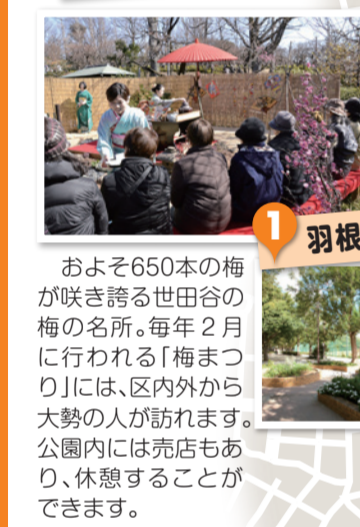 1
羽根
およそ650本の梅
が咲き誇る世田谷の
梅の名所。毎年２月
に行われる「梅まつ
り」には、区内外から
大勢の人が訪れます。
公園内には売店もあ
り、休憩することが
できます。